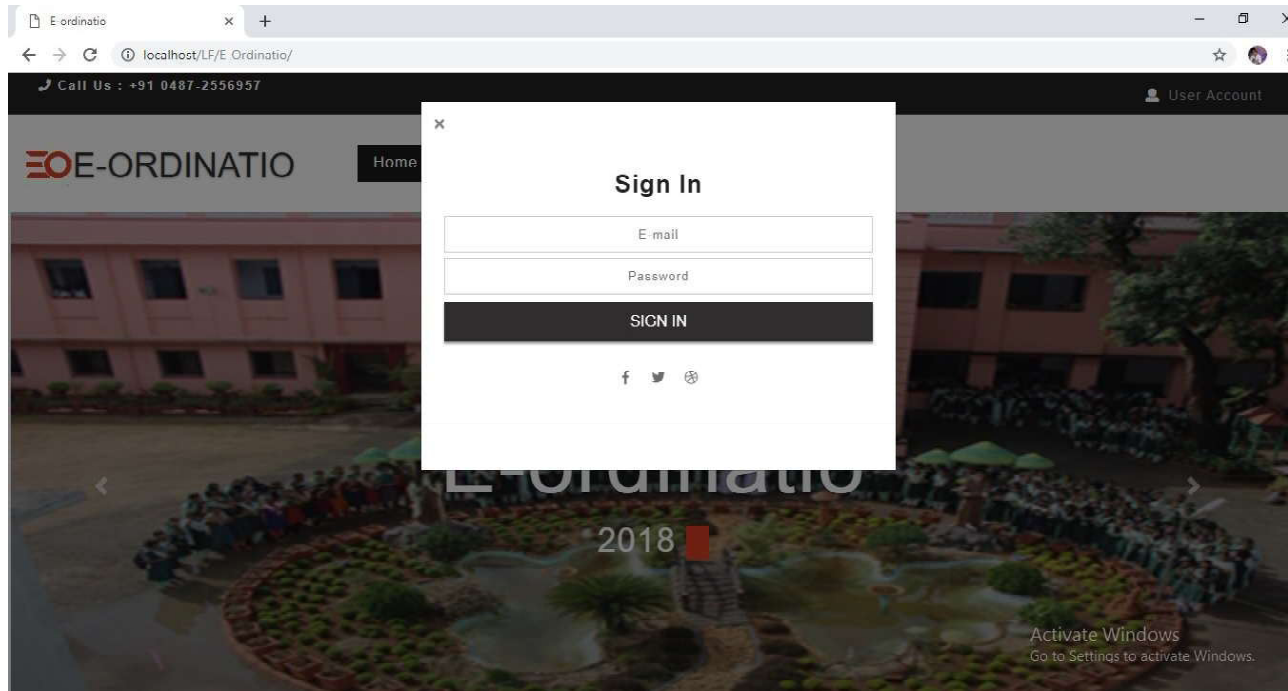 E-ordinatio
localhost/LF/E Ordinatio/
Call Us : +91 0487-2556957
User Account
EOE-ORDINATIO
Home
Sign In
E-mail
Password
SIGN IN
E-ordinatio
2018
Activate Windows
Go to Settings to activate Windows.